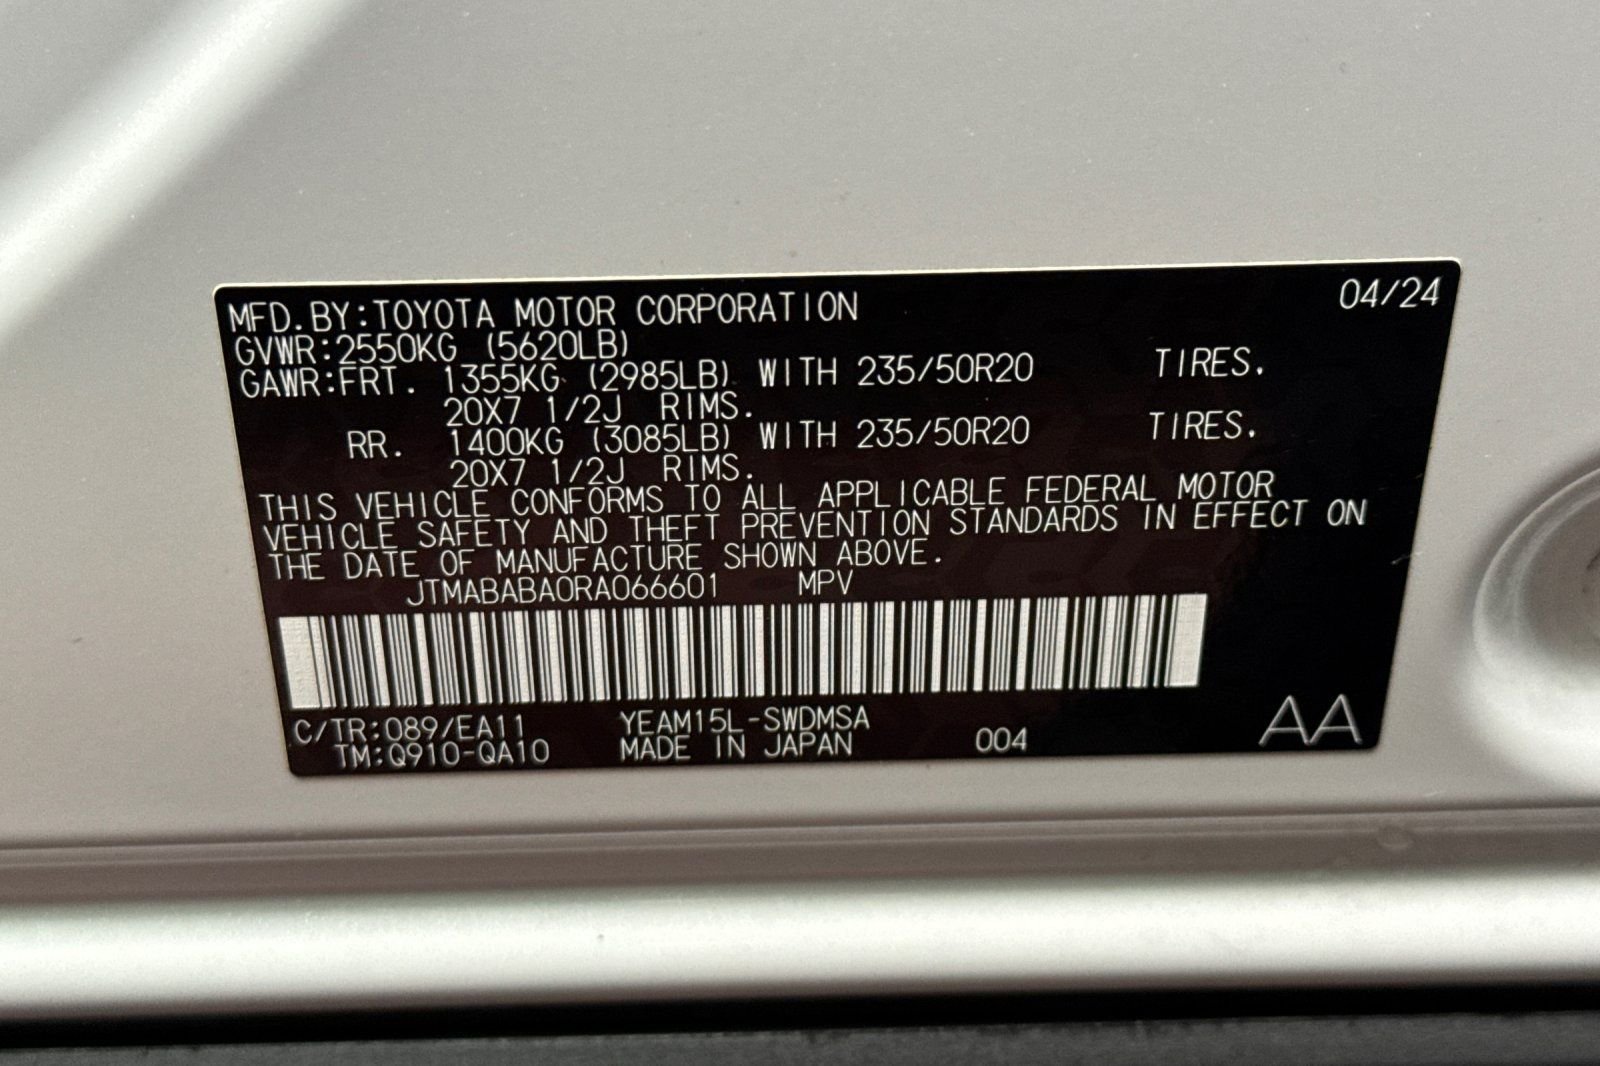 MFD.BY:TOYOTA MOTOR CORPORATION 04/24
GVWR:2550KG (5620LB)
GAWR:FRT. 1355KG (2985LB) WITH 235/50R20 TIRES.
20X7 1/2J RIMS.
RR. 1400KG (3085LB) WITH 235/50R20 TIRES.
20X7 1/2J RIMS.
THIS VEHICLE CONFORMS TO ALL APPLICABLE FEDERAL MOTOR
VEHICLE SAFETY AND THEFT PREVENTION STANDARDS IN EFFECT ON
THE DATE OF MANUFACTURE SHOWN ABOVE.
JTMABABA0RA066601 MPV
C/TR:089/EA11 YEAM15L-SWDMSA
TM:Q910-QA10 MADE IN JAPAN 004 AA